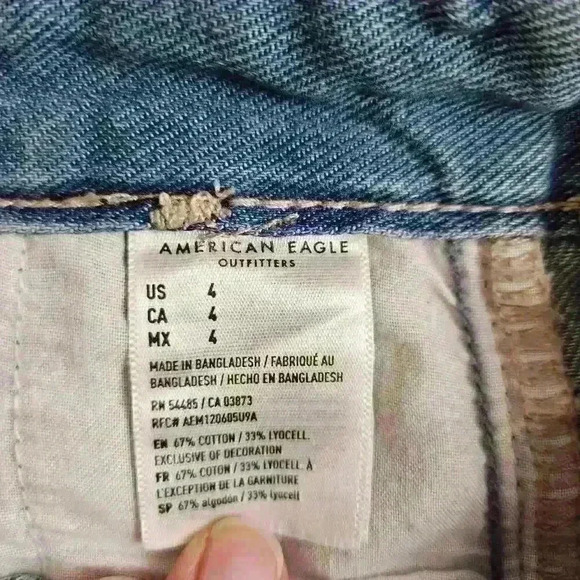 AMERICAN EAGLE
OUTFITTERS
US 4
CA 4
MX 4
MADE IN BANGLADESH / FABRIQUÉ AU
BANGLADESH / HECHO EN BANGLADESH
RN 54485 / CA 03873
RFC# AEM120605U9A
EN 67% COTTON / 33% LYOCELL.
EXCLUSIVE OF DECORATION
FR 67% COTON / 33% LYOCELL. À
L'EXCEPTION DE LA GARNITURE
SP 67% algodon / 33% lyocell